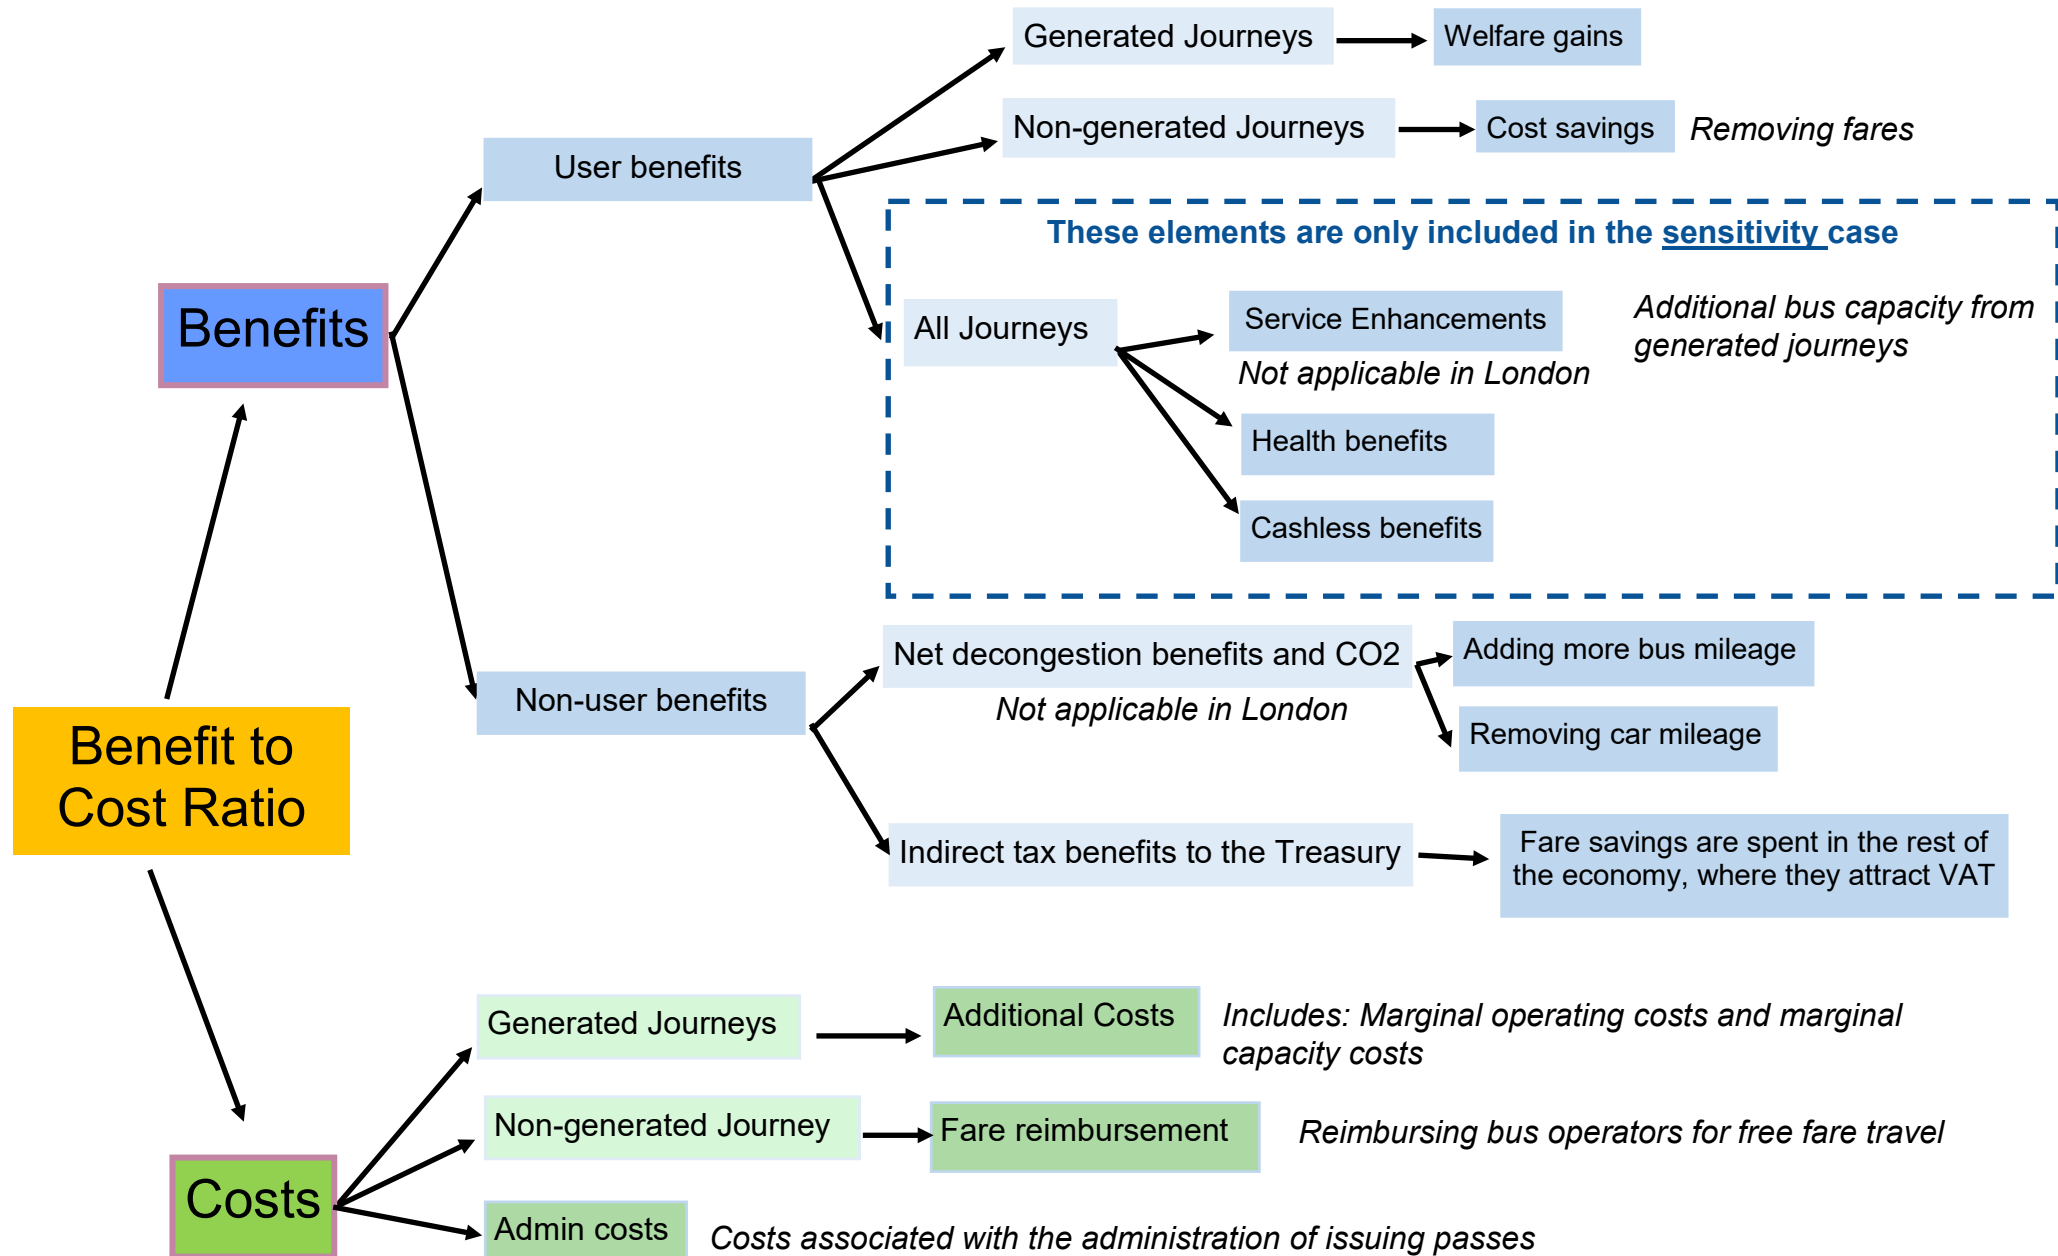 Generated Journeys
Welfare gains
Non-generated Journeys
Cost savings
Removing fares
User benefits
These elements are only included in the sensitivity case
Benefits
All Journeys
Service Enhancements
Not applicable in London
Additional bus capacity from
generated journeys
Health benefits
Cashless benefits
Non-user benefits
Net decongestion benefits and CO2
Not applicable in London
Adding more bus mileage
Removing car mileage
Benefit to
Cost Ratio
Indirect tax benefits to the Treasury
Fare savings are spent in the rest of
the economy, where they attract VAT
Generated Journeys
Additional Costs
Includes: Marginal operating costs and marginal
capacity costs
Non-generated Journey
Fare reimbursement
Reimbursing bus operators for free fare travel
Costs
Admin costs
Costs associated with the administration of issuing passes